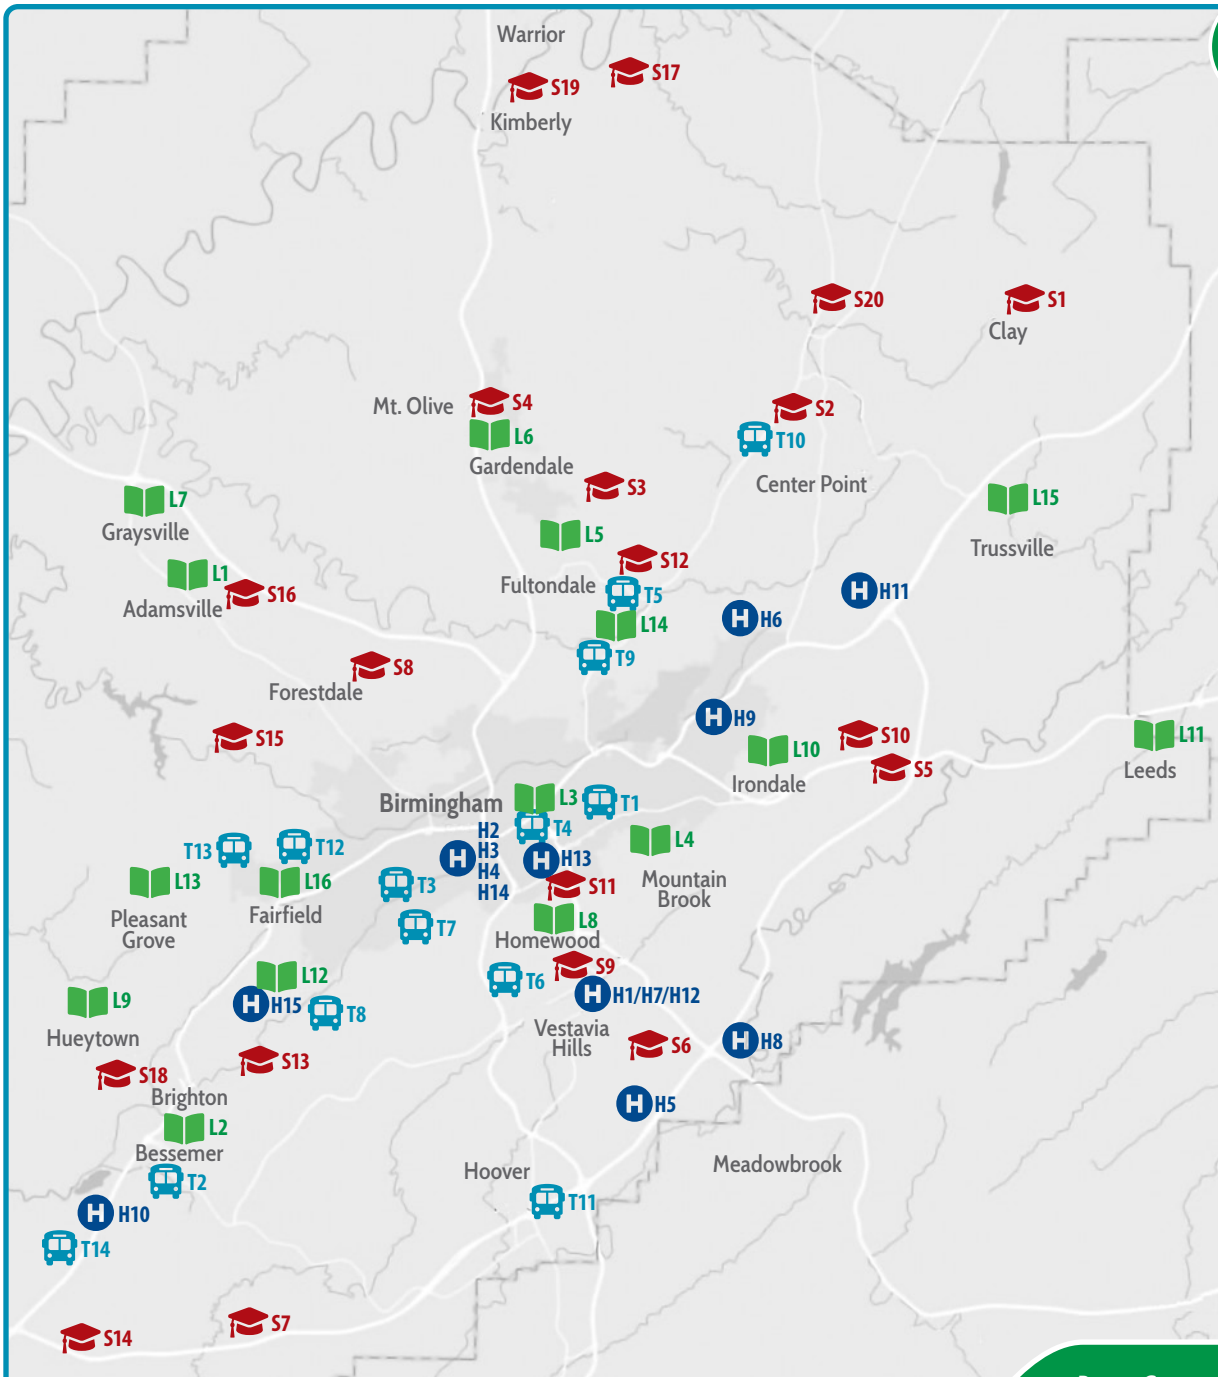 Warrior
S19
S17
Kimberly
S20
S1
Clay
Mt. Olive
S4
S2
L6
T10
Gardendale
Center Point
S3
L7
L15
Graysville
L5
Trussville
S12
L1
Fultondale
T5
Adamsville
S16
H11
L14
H6
T9
S8
Forestdale
H9
S15
L10
S10
L11
Irondale
S5
Leeds
Birmingham
L3
T1
H2
T4
H3
H4
H14
H13
L4
T13
T12
L13
L16
T3
S11
Mountain
Brook
Pleasant
Grove
Fairfield
T7
L8
Homewood
L12
T6
S9
L9
H15
T8
H1/H7/H12
Hueytown
Vestavia
Hills
S6
H8
S18
S13
Brighton
H5
L2
Bessemer
Hoover
Meadowbrook
T2
T11
H10
T14
S14
S7